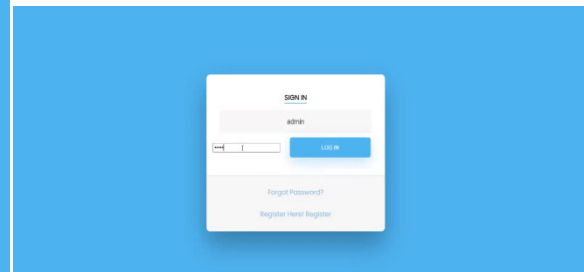 SIGN IN
admin
••••
LOG IN
Forgot Password?
Register Here! Register